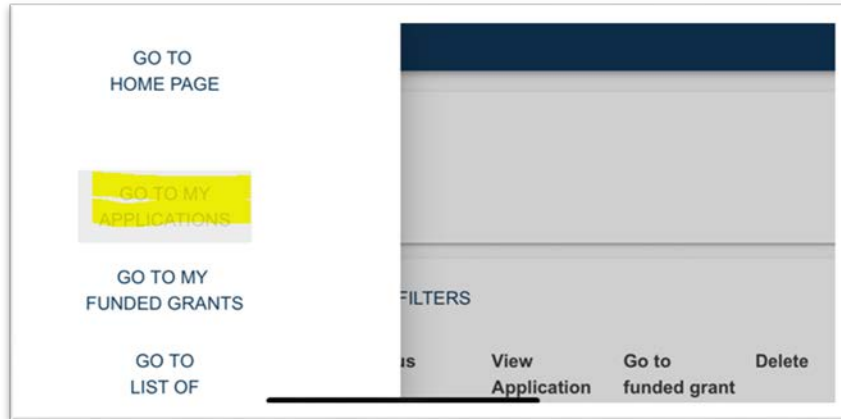 GO TO
HOME PAGE
GO TO MY
APPLICATIONS
GO TO MY
FUNDED GRANTS
GO TO
LIST OF
FILTERS
us
View
Application
Go to
funded grant
Delete